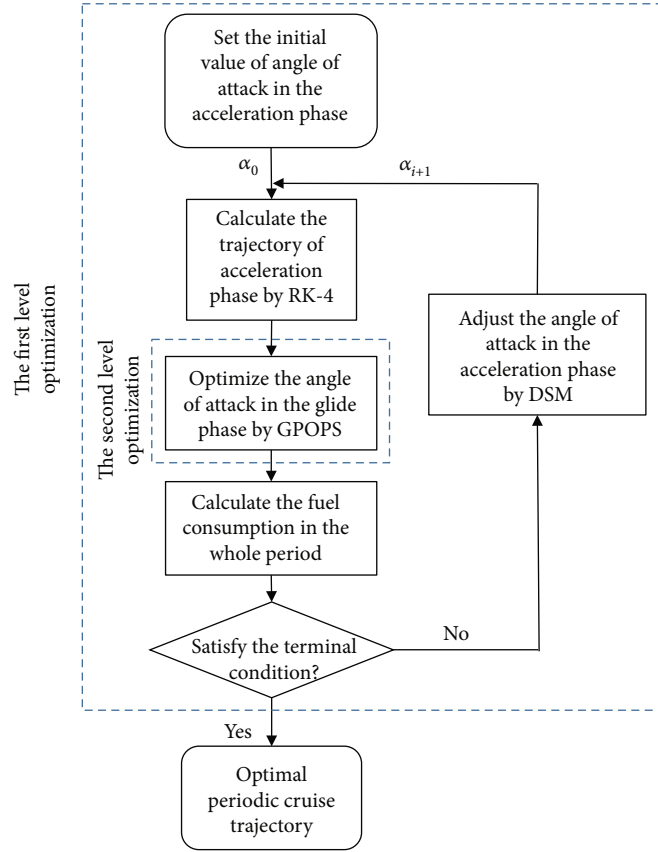 Set the initial
value of angle of
attack in the
acceleration phase
α0
αi+1
Calculate the
trajectory of
acceleration
phase by RK-4
The first level
optimization
The second level
optimization
Optimize the angle
of attack in the glide
phase by GPOPS
Adjust the angle of
attack in the
acceleration phase
by DSM
Calculate the fuel
consumption in the
whole period
Satisfy the terminal
condition?
No
Yes
Optimal
periodic cruise
trajectory